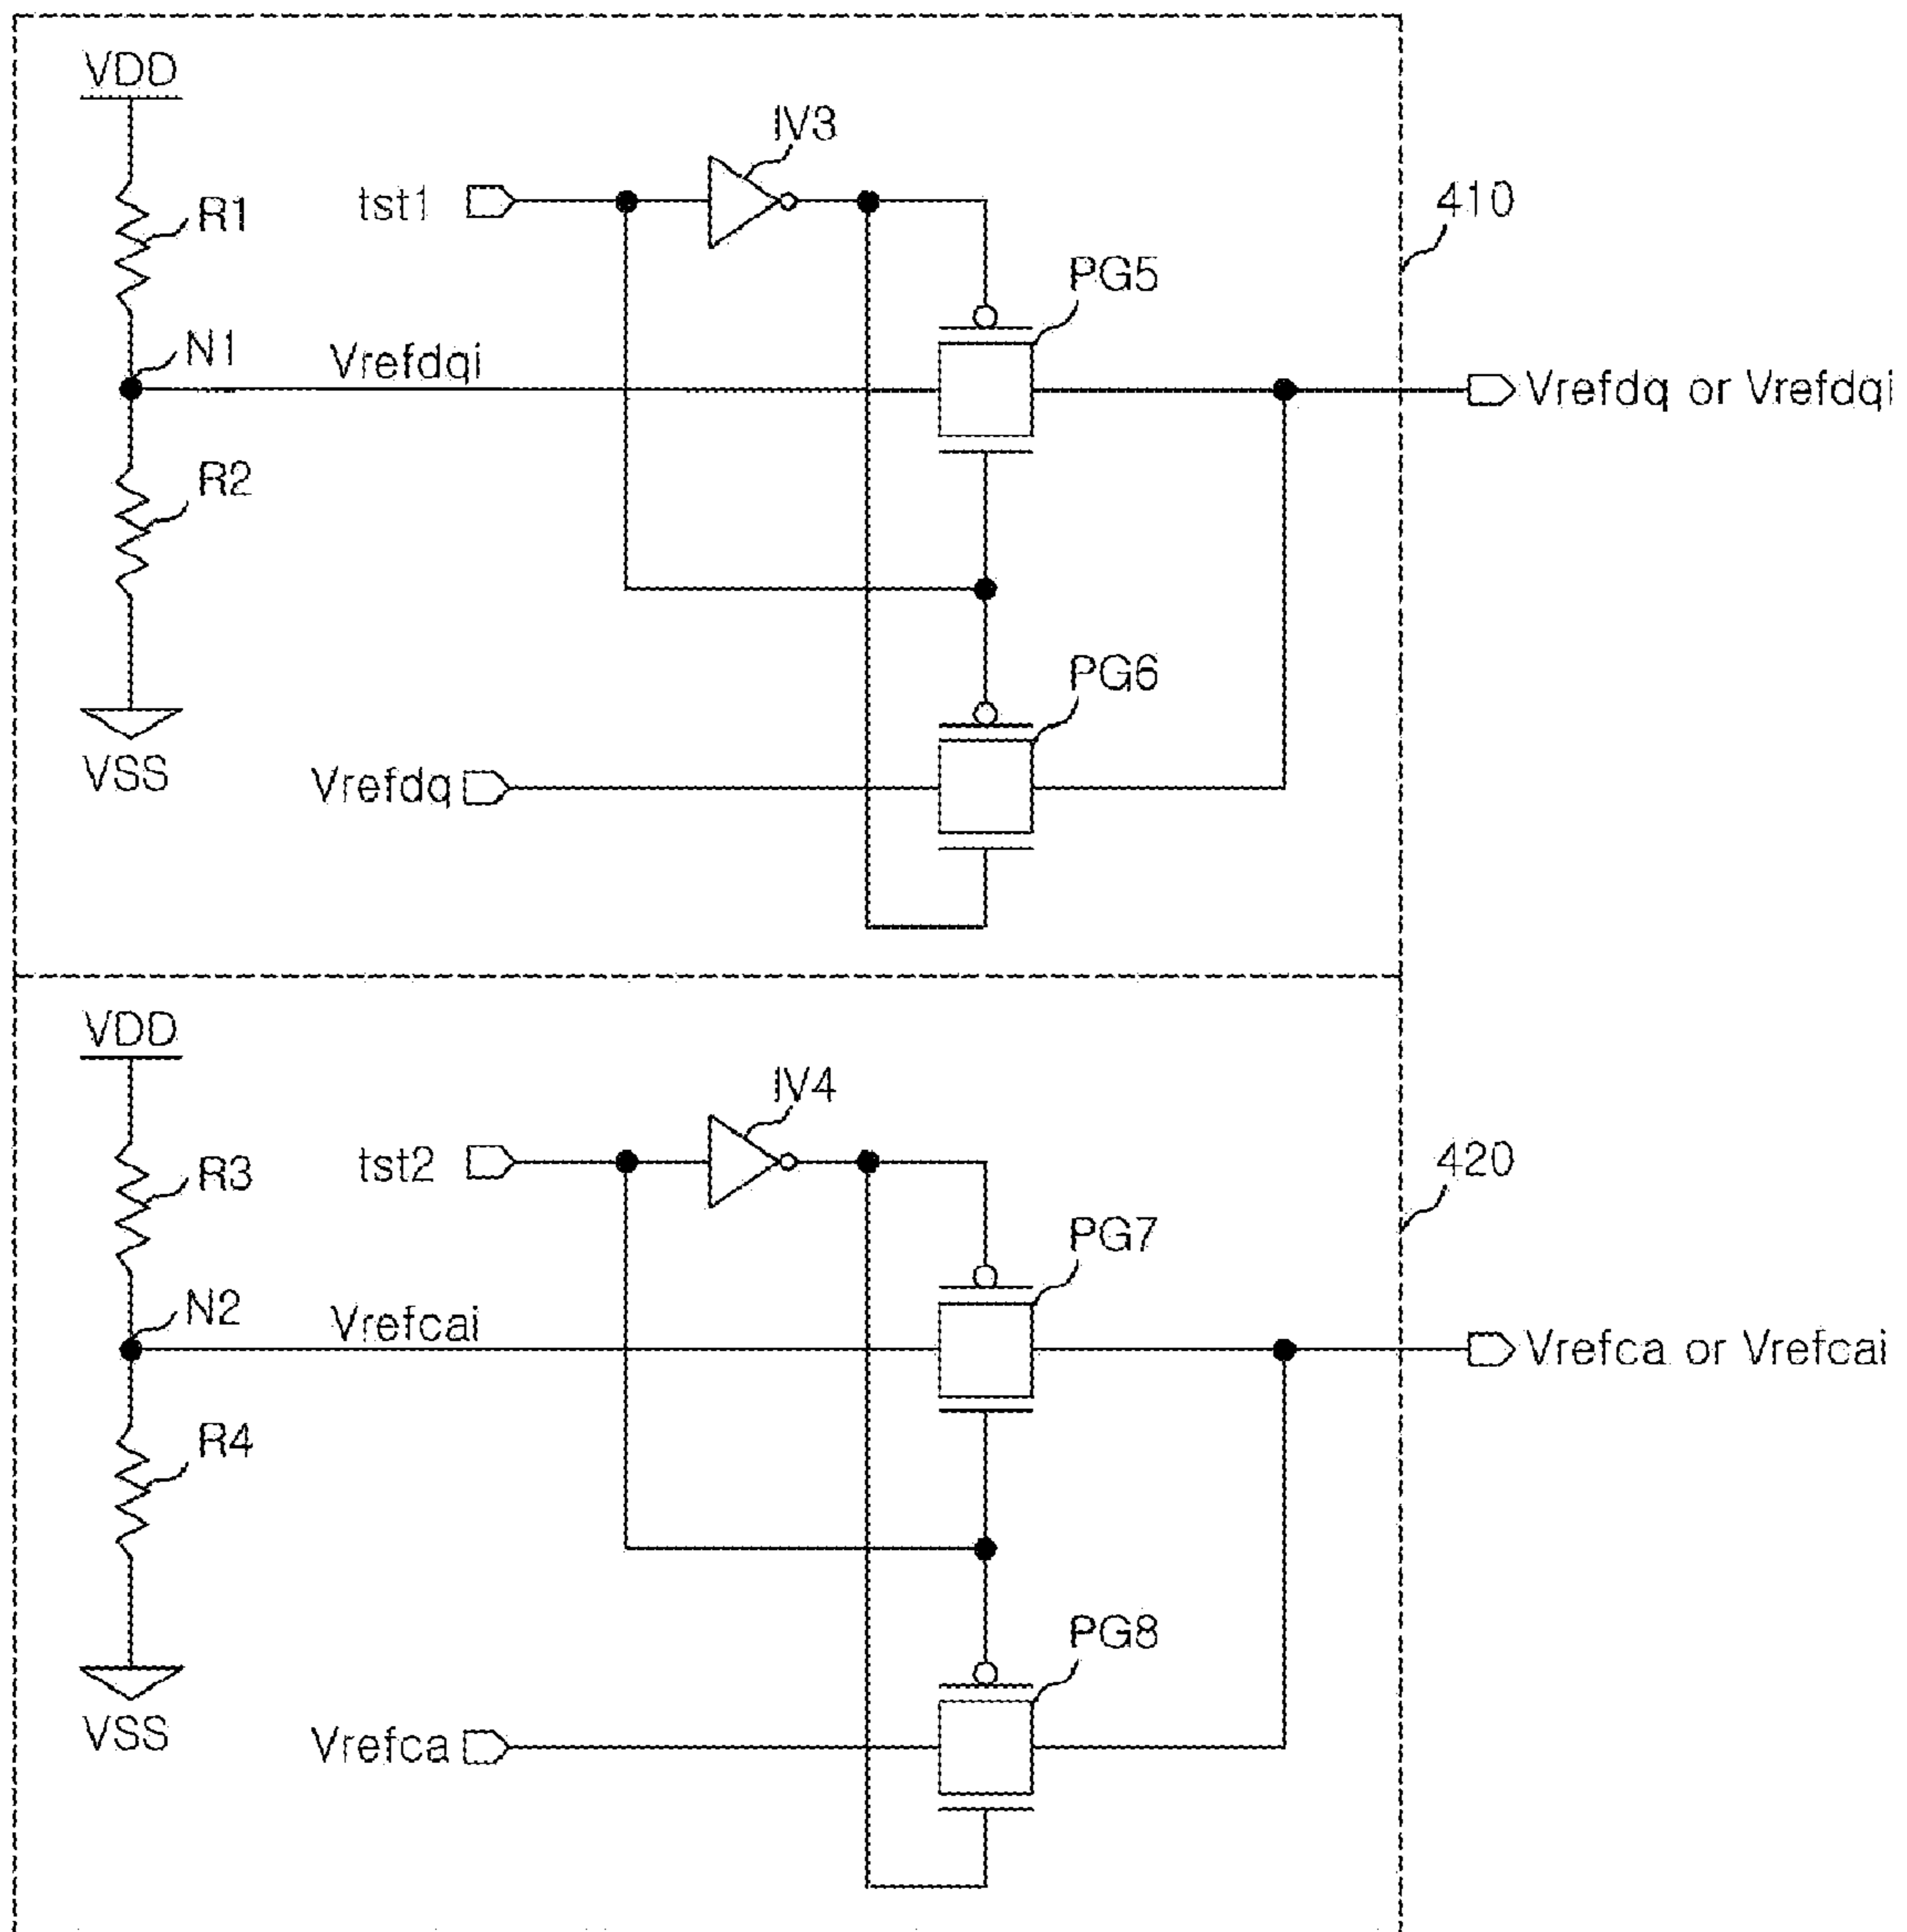 VDD
IV3
tst1
R1
410
PG5
N1
Vrefdqi
Vrefdq or Vrefdqi
R2
PG6
VSS
Vrefdq
VDD
IV4
tst2
R3
420
PG7
N2
Vrefcai
Vrefca or Vrefcai
R4
PG8
VSS
Vrefca